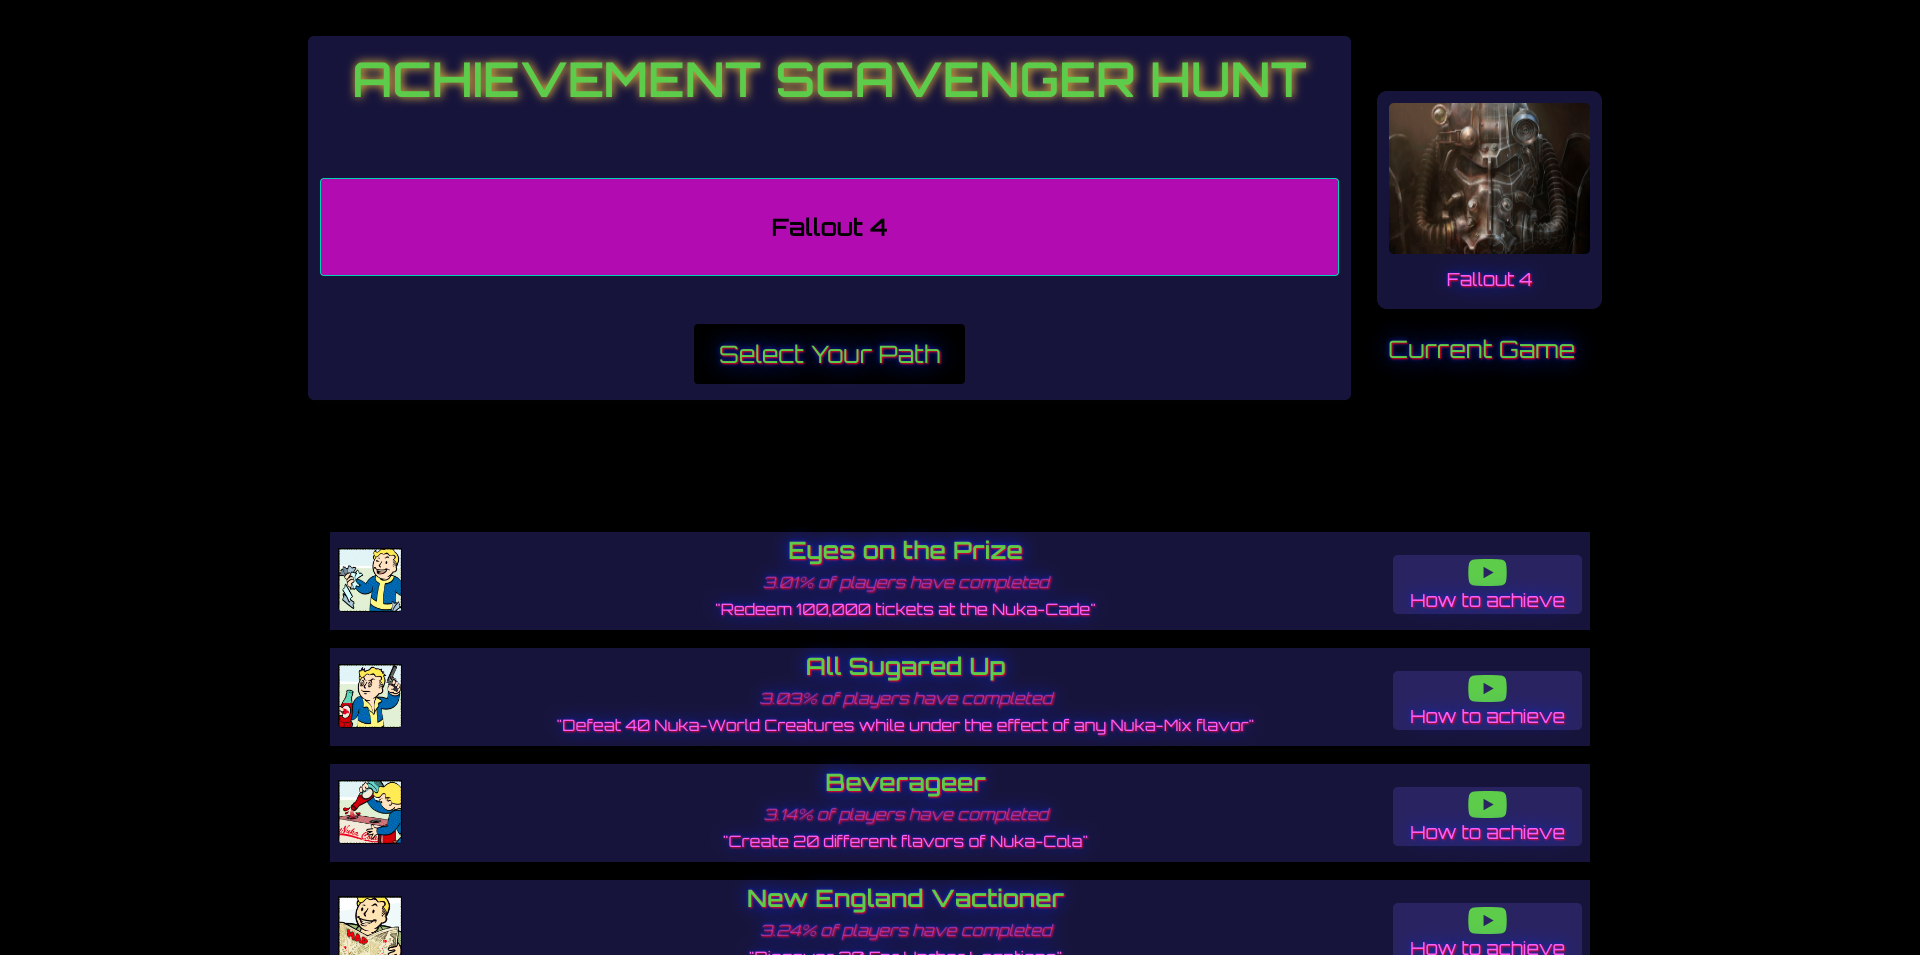 ACHIEVEMENT SCAVENGER HUNT
Fallout 4
Select Your Path
Fallout 4
Current Game
Eyes on the Prize
3.01% of players have completed
"Redeem 100,000 tickets at the Nuka-Cade"
How to achieve
All Sugared Up
3.03% of players have completed
"Defeat 40 Nuka-World Creatures while under the effect of any Nuka-Mix flavor"
How to achieve
Beverageer
3.14% of players have completed
"Create 20 different flavors of Nuka-Cola"
How to achieve
New England Vactioner
3.24% of players have completed
MAP
How to achieve